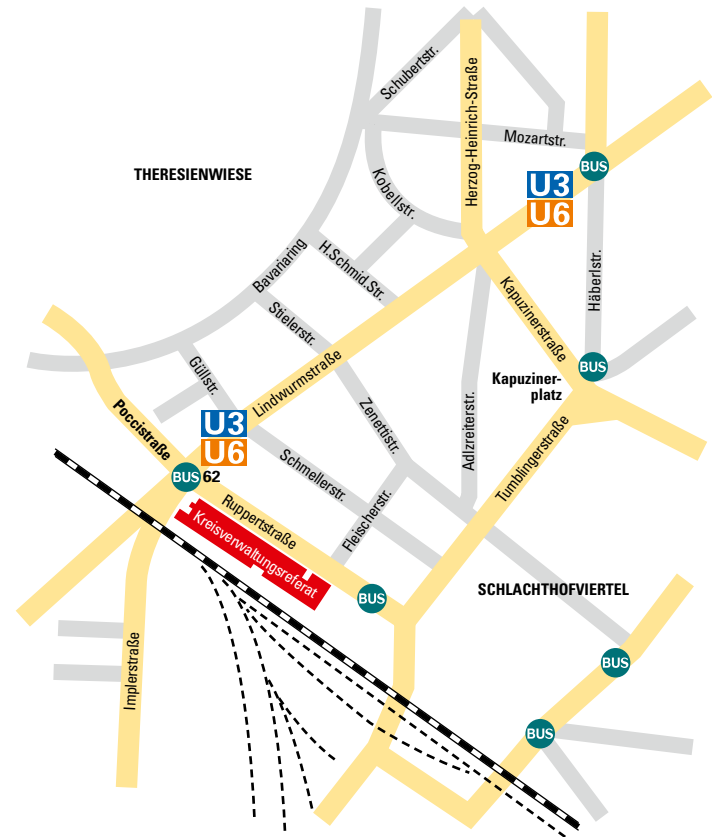 Schubertstr.
Herzog-Heinrich-Straße
Mozartstr.
BUS
THERESIENWIESE
U3
U6
Kobellstr.
Bavariaring
H.Schmid.Str.
Häberlstr.
Stielerstr.
Kapuzinerstraße
Lindwurmstraße
Güllstr.
BUS
Kapuziner-
platz
Poccistraße
U3
U6
Zenettistr.
Adlzreiterstr.
Tumblingerstraße
Schmellerstr.
BUS 62
Ruppertstraße
Fleischerstr.
Kreisverwaltungsreferat
BUS
SCHLACHTHOFVIERTEL
Implerstraße
BUS
BUS